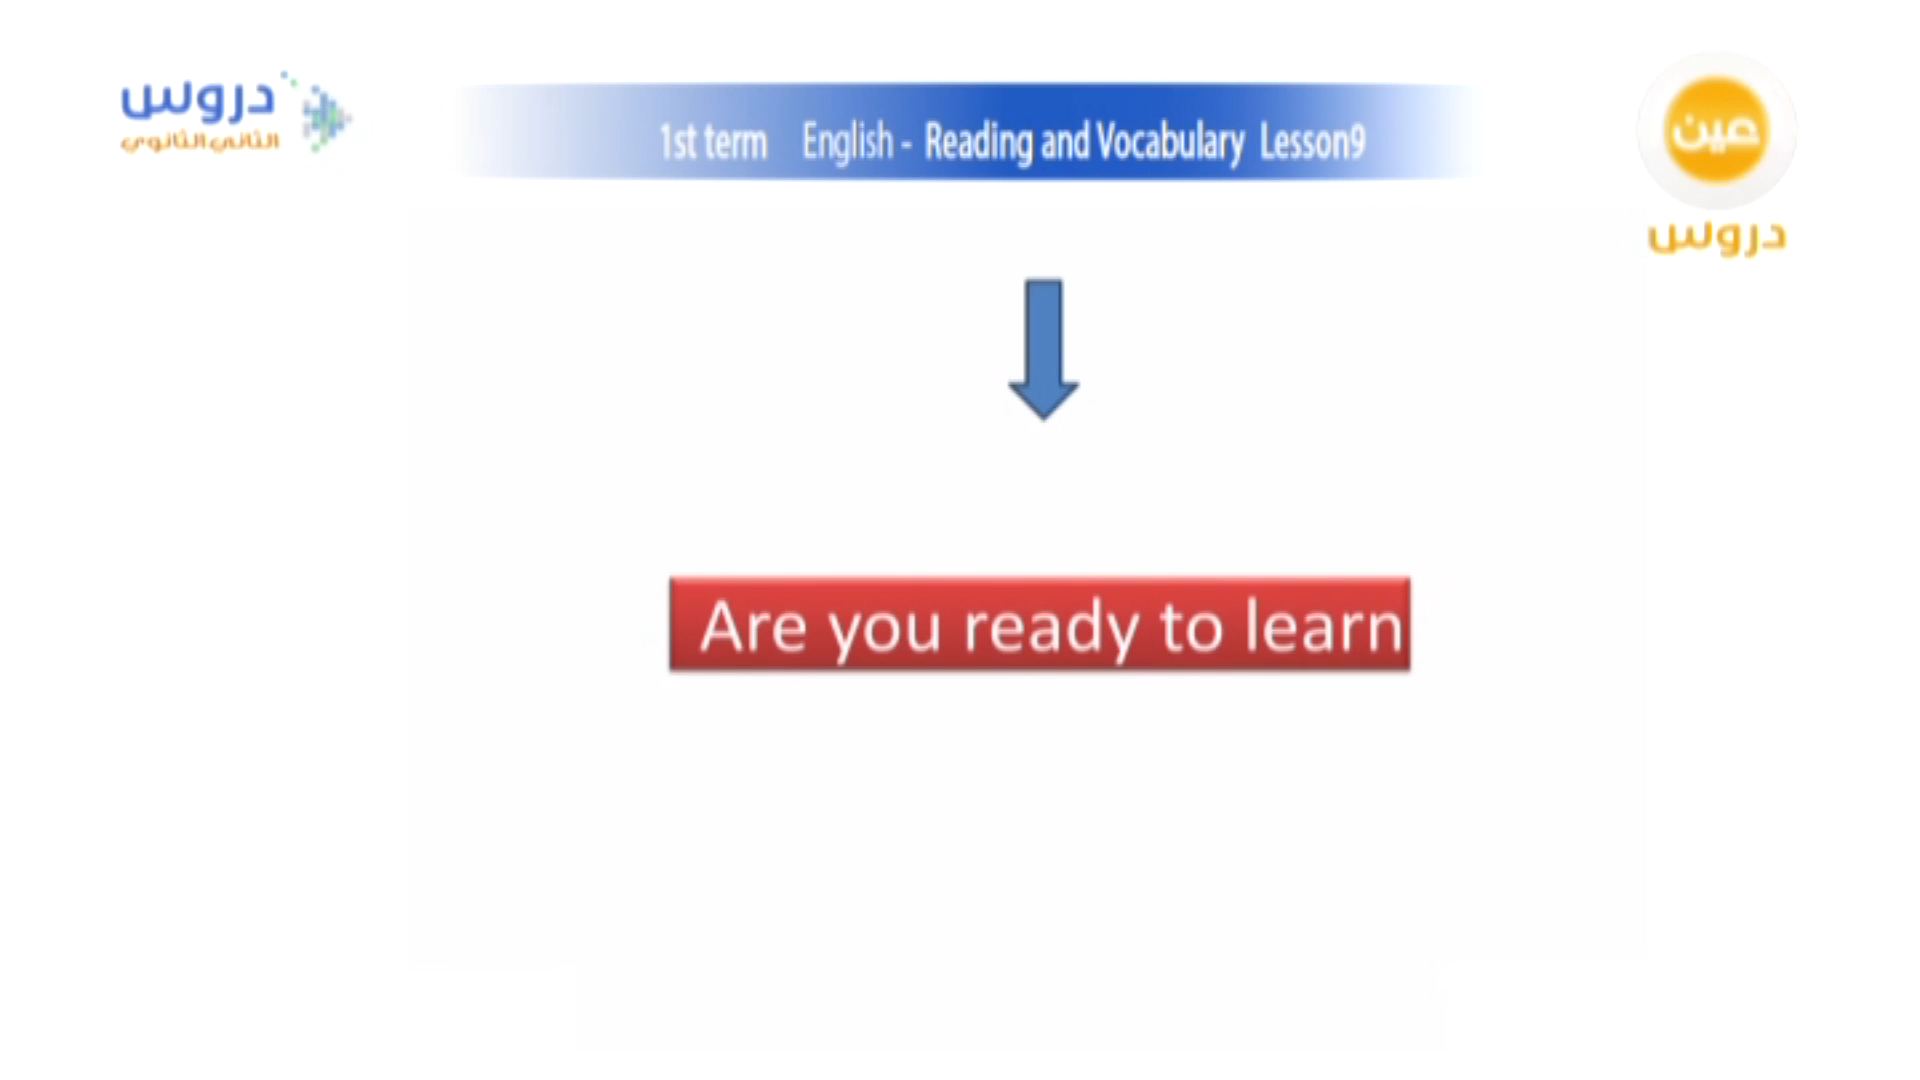 دروس
الثاني الثانوي
1st term English - Reading and Vocabulary Lesson9
عين
دروس
Are you ready to learn